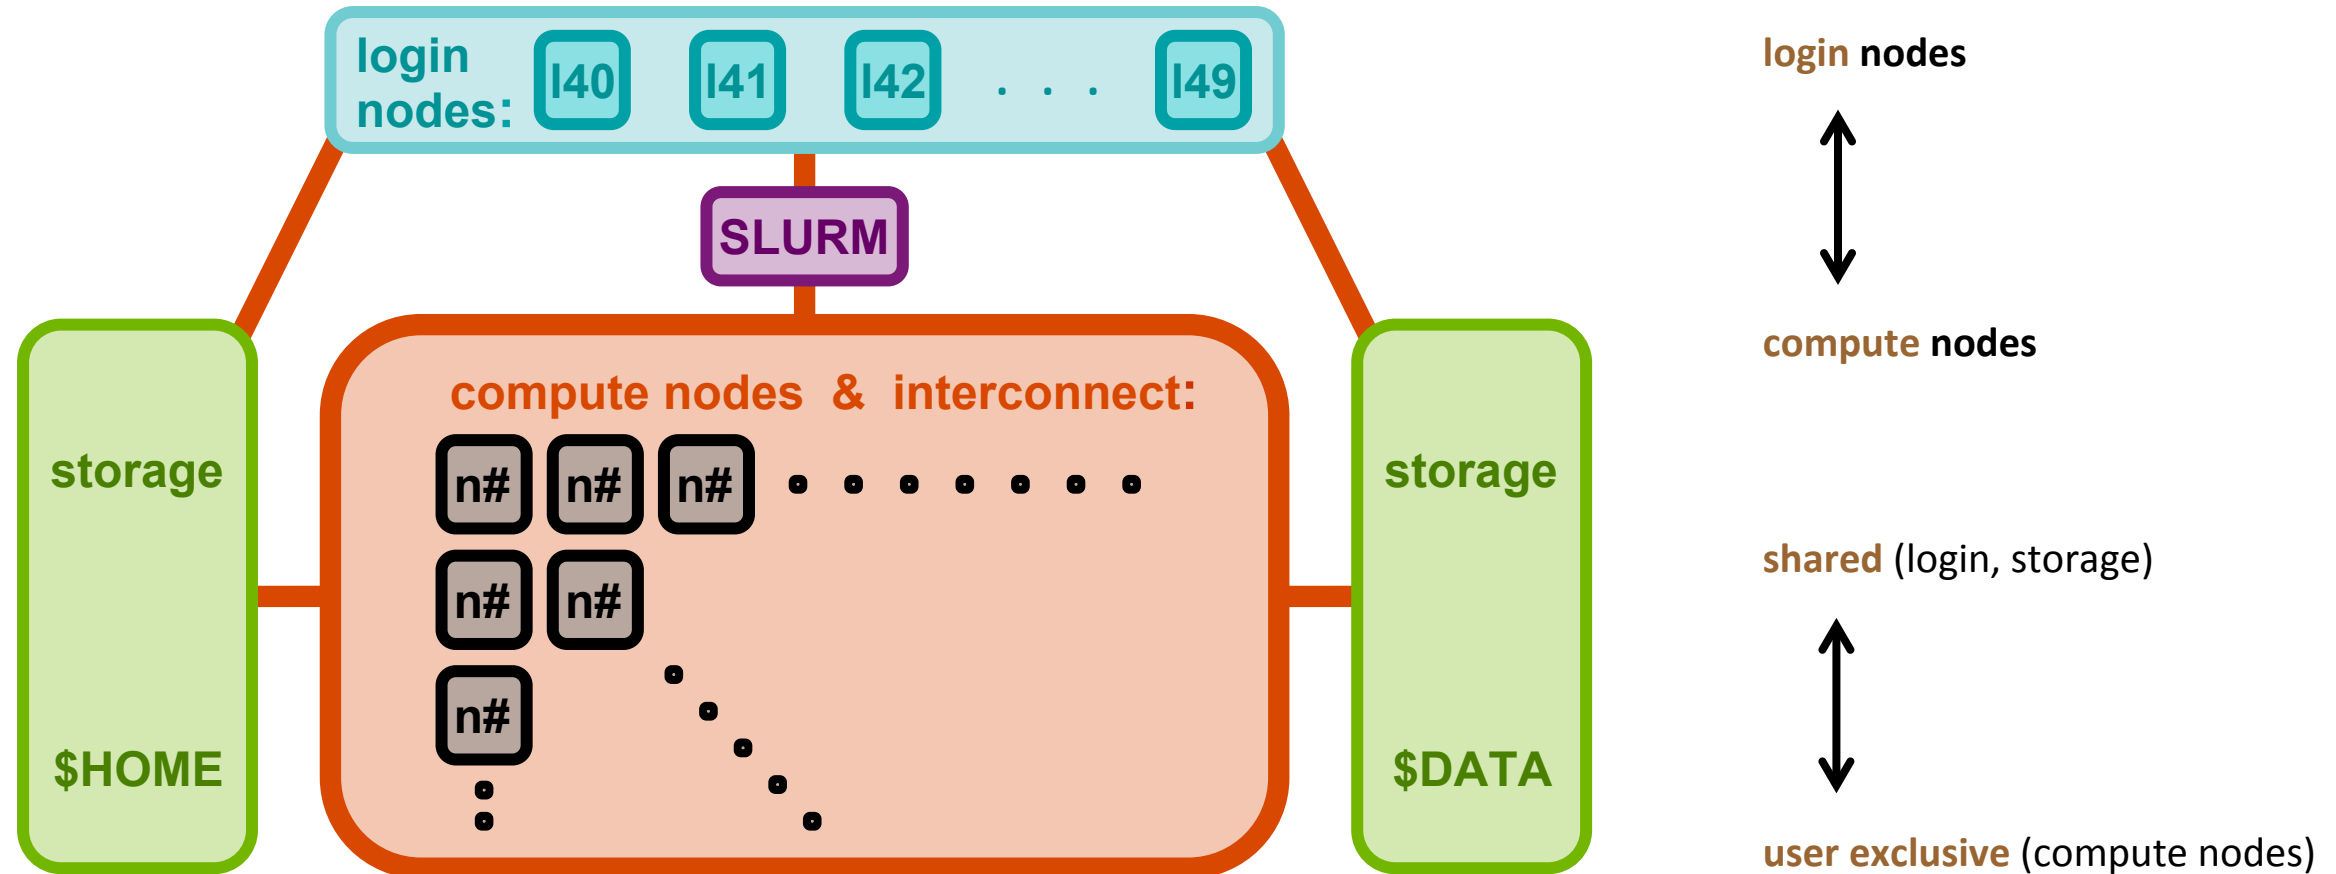 login
nodes:
l40 l41 l42 . . . l49
SLURM
compute nodes & interconnect:
n# n# n#
n# n#
n#
storage
$HOME
storage
$DATA
login nodes
compute nodes
shared (login, storage)
user exclusive (compute nodes)